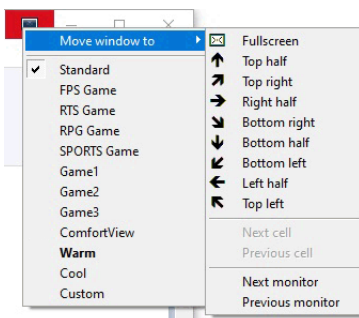 Move window to
Standard
FPS Game
RTS Game
RPG Game
SPORTS Game
Game1
Game2
Game3
ComfortView
Warm
Cool
Custom
Fullscreen
Top half
Top right
Right half
Bottom right
Bottom half
Bottom left
Left half
Top left
Next cell
Previous cell
Next monitor
Previous monitor